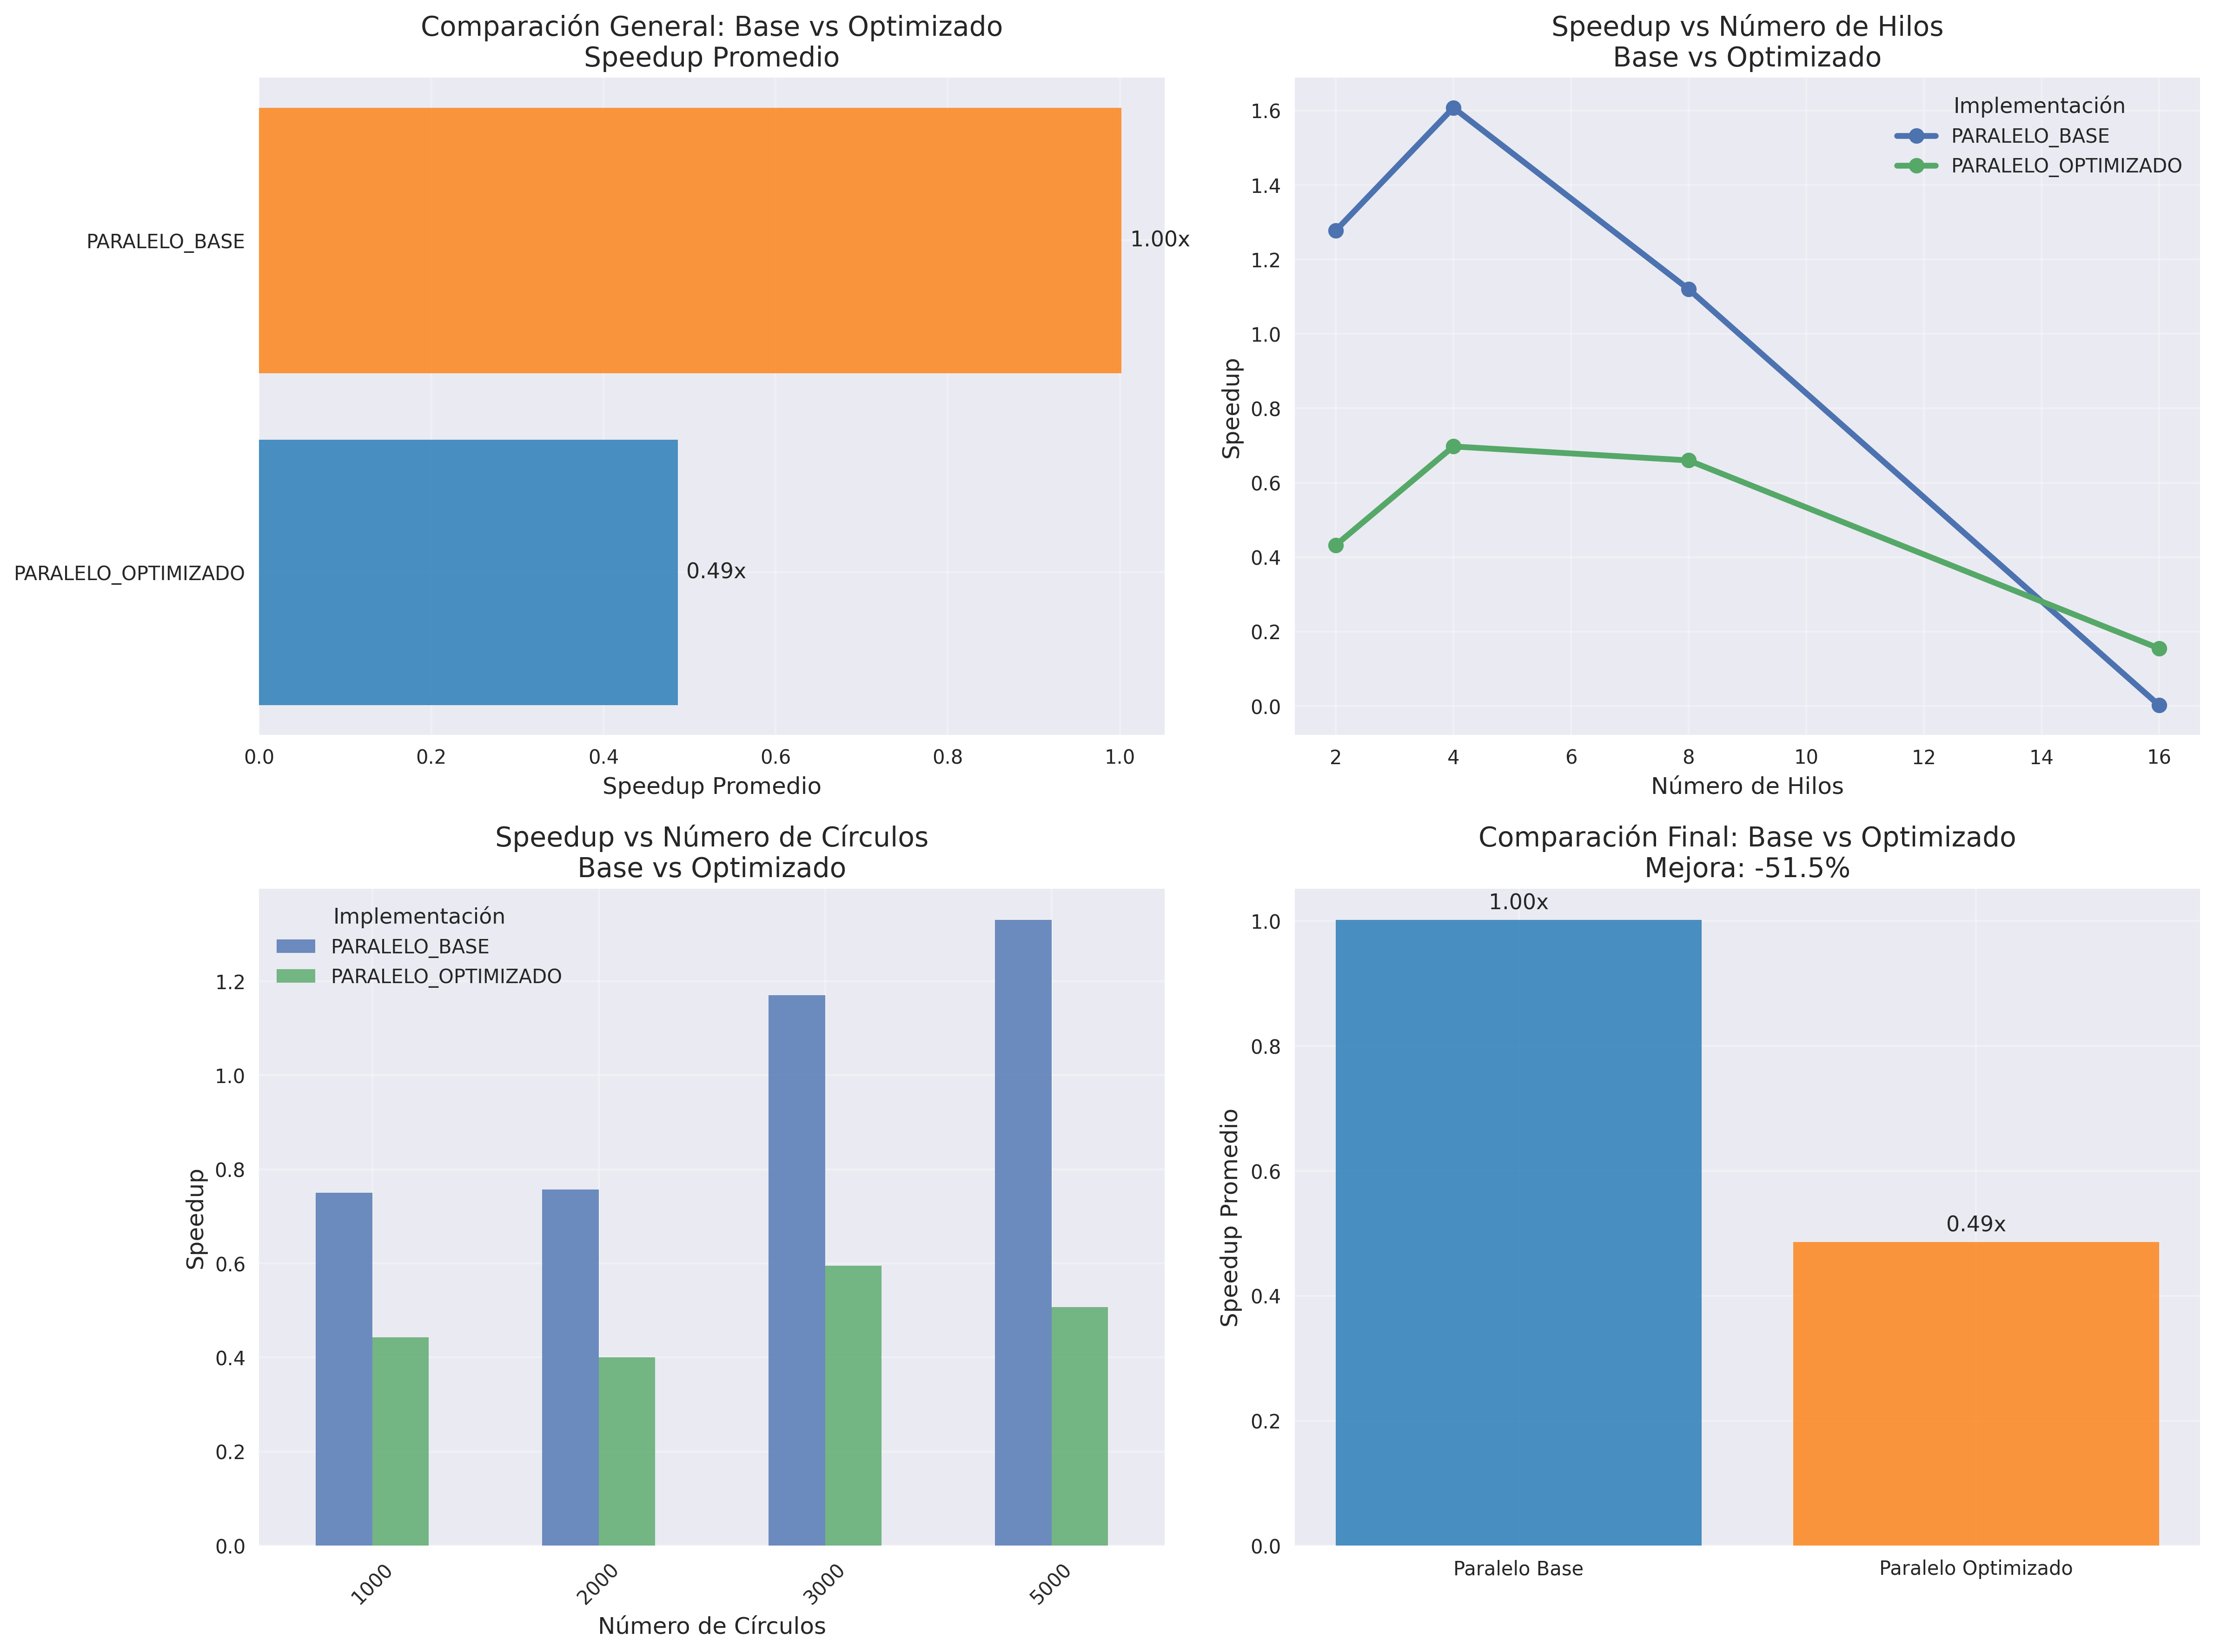 Comparación General: Base vs Optimizado
Speedup Promedio
PARALELO_BASE
1.00x
PARALELO_OPTIMIZADO
0.49x
0.0 0.2 0.4 0.6 0.8 1.0
Speedup Promedio
Speedup vs Número de Hilos
Base vs Optimizado
Implementación
PARALELO_BASE
PARALELO_OPTIMIZADO
Speedup
1.6
1.4
1.2
1.0
0.8
0.6
0.4
0.2
0.0
2 4 6 8 10 12 14 16
Número de Hilos
Speedup vs Número de Círculos
Base vs Optimizado
Implementación
PARALELO_BASE
PARALELO_OPTIMIZADO
Speedup
1.2
1.0
0.8
0.6
0.4
0.2
0.0
1000 2000 3000 5000
Número de Círculos
Comparación Final: Base vs Optimizado
Mejora: -51.5%
1.00x
0.49x
Speedup Promedio
1.0
0.8
0.6
0.4
0.2
0.0
Paralelo Base Paralelo Optimizado